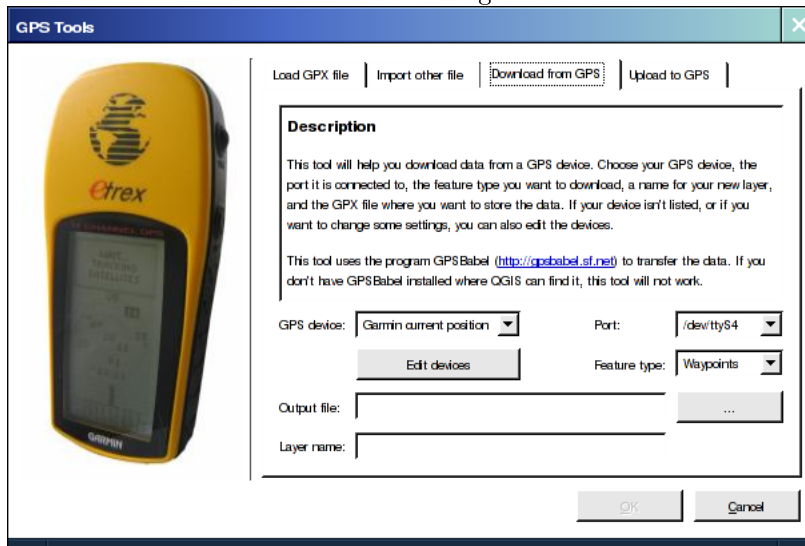 GPS Tools
Load GPX file
Import other file
Download from GPS
Upload to GPS
Description
This tool will help you download data from a GPS device. Choose your GPS device, the
port it is connected to, the feature type you want to download, a name for your new layer,
and the GPX file where you want to store the data. If your device isn't listed, or if you
want to change some settings, you can also edit the devices.
This tool uses the program GPSBabel (http://gpsbabel.sf.net) to transfer the data. If you
don't have GPSBabel installed where QGIS can find it, this tool will not work.
GPS device: Garmin current position Port: /dev/ttyS4
Edit devices Feature type: Waypoints
Output file: ...
Layer name:
OK Cancel
etrex
12 CHANNEL GPS
WAIT...
TRACKING
SATELLITES
GARMIN